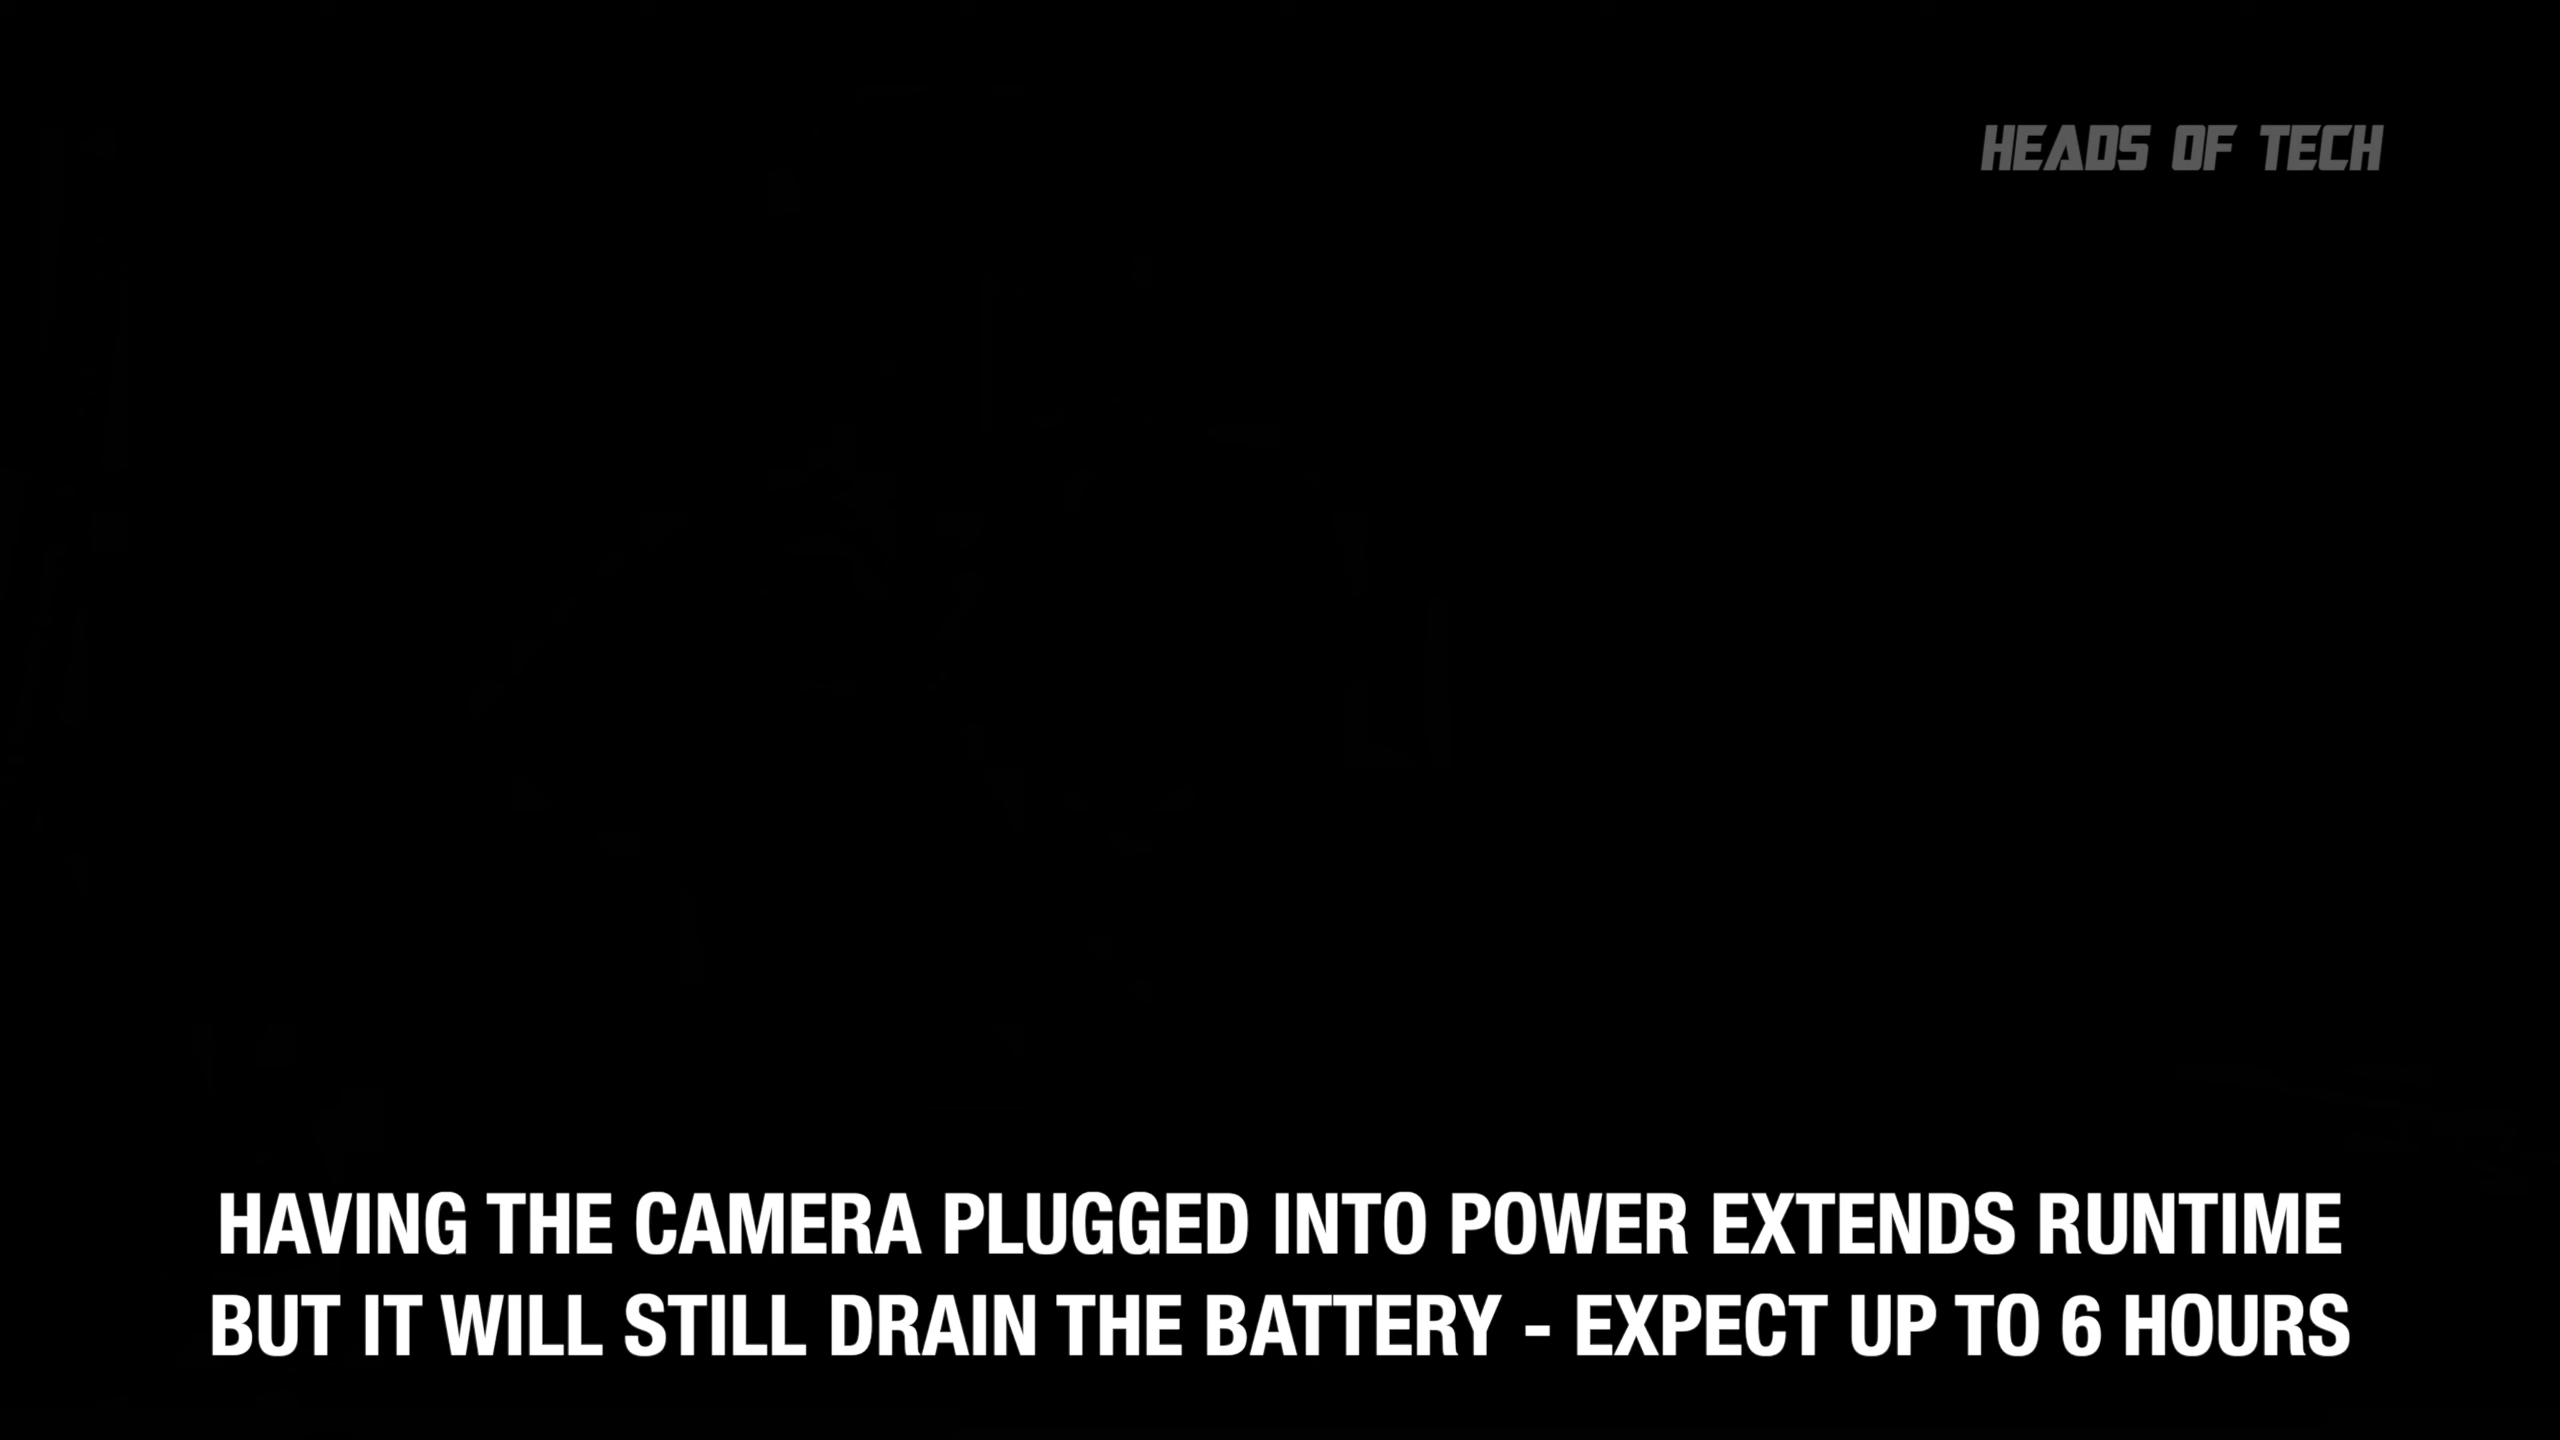 HEADS OF TECH
HAVING THE CAMERA PLUGGED INTO POWER EXTENDS RUNTIME
BUT IT WILL STILL DRAIN THE BATTERY - EXPECT UP TO 6 HOURS